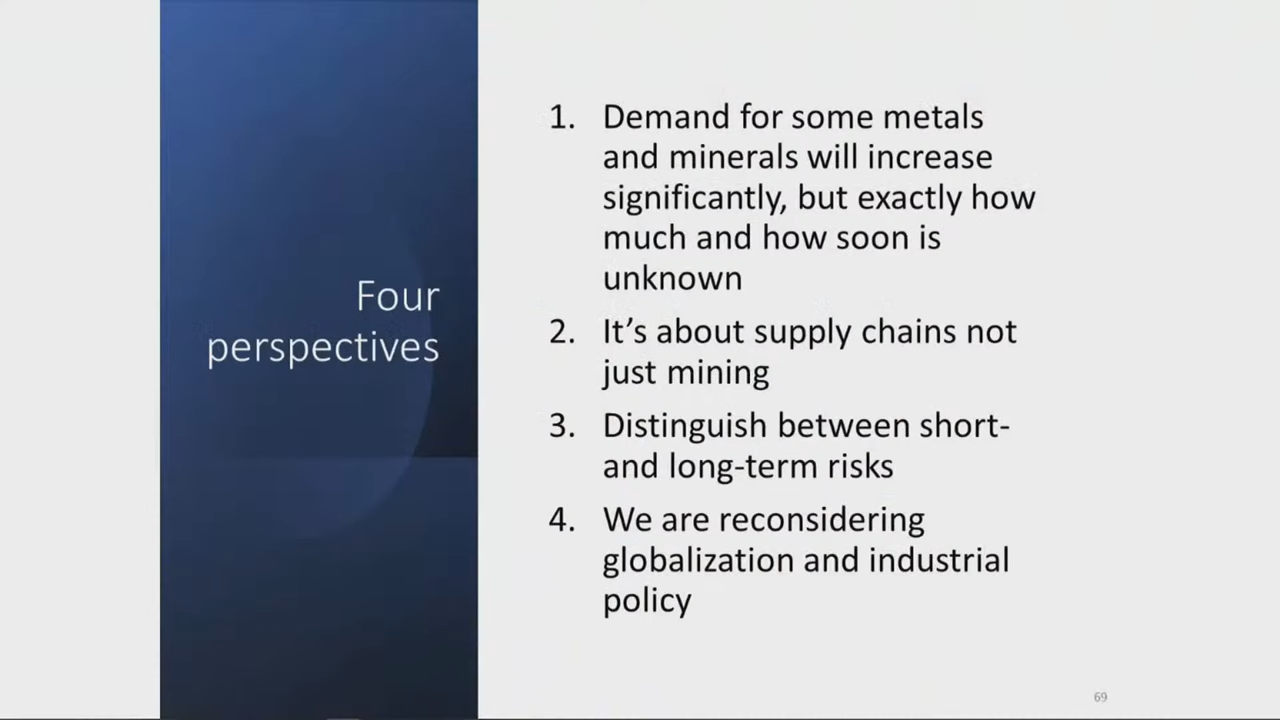 Four
perspectives
1. Demand for some metals
and minerals will increase
significantly, but exactly how
much and how soon is
unknown
2. It’s about supply chains not
just mining
3. Distinguish between short-
and long-term risks
4. We are reconsidering
globalization and industrial
policy
69